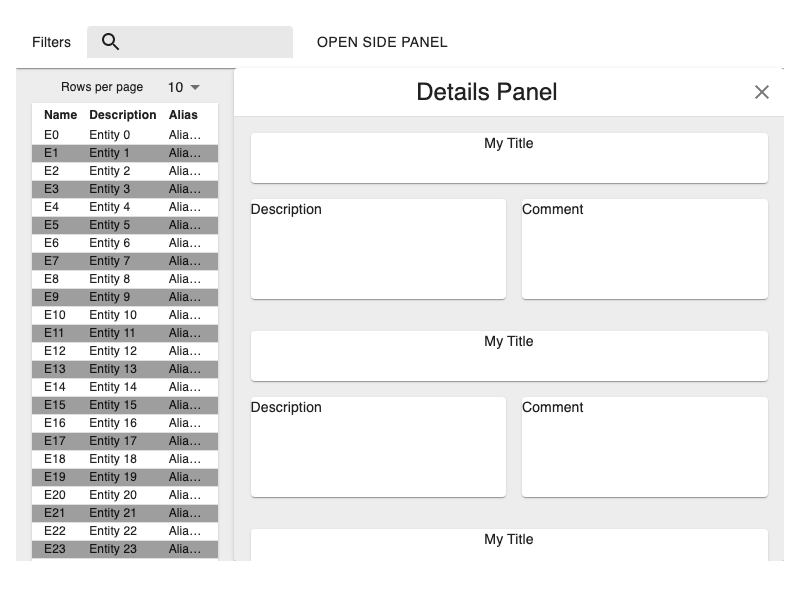 Filters
OPEN SIDE PANEL
Rows per page 10
Name Description Alias
E0 Entity 0 Alia...
E1 Entity 1 Alia...
E2 Entity 2 Alia...
E3 Entity 3 Alia...
E4 Entity 4 Alia...
E5 Entity 5 Alia...
E6 Entity 6 Alia...
E7 Entity 7 Alia...
E8 Entity 8 Alia...
E9 Entity 9 Alia...
E10 Entity 10 Alia...
E11 Entity 11 Alia...
E12 Entity 12 Alia...
E13 Entity 13 Alia...
E14 Entity 14 Alia...
E15 Entity 15 Alia...
E16 Entity 16 Alia...
E17 Entity 17 Alia...
E18 Entity 18 Alia...
E19 Entity 19 Alia...
E20 Entity 20 Alia...
E21 Entity 21 Alia...
E22 Entity 22 Alia...
E23 Entity 23 Alia...
Details Panel
My Title
Description
Comment
My Title
Description
Comment
My Title